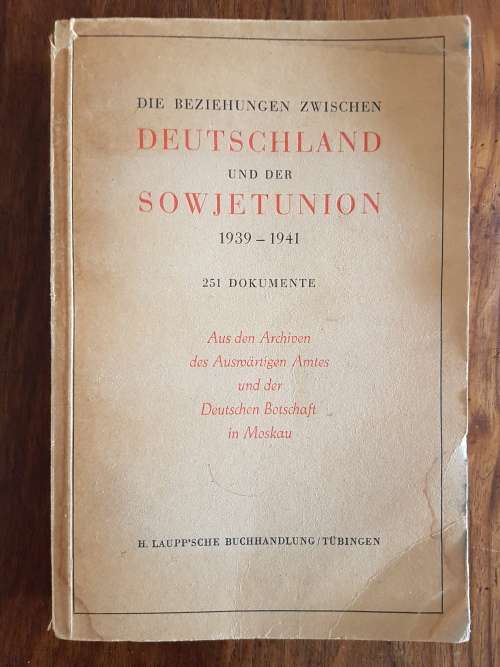 DIE BEZIEHUNGEN ZWISCHEN
DEUTSCHLAND
UND DER
SOWJETUNION
1939 – 1941
251 DOKUMENTE
Aus den Archiven
des Auswärtigen Amtes
und der
Deutschen Botschaft
in Moskau
H. LAUPP'SCHE BUCHHANDLUNG/TÜBINGEN